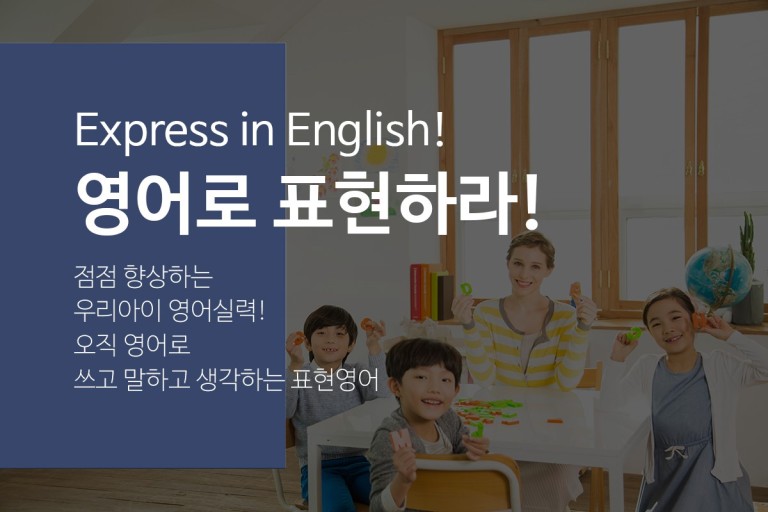 Express in English!
영어로 표현하라!
점점 향상하는
우리아이 영어실력!
오직 영어로
쓰고 말하고 생각하는 표현영어